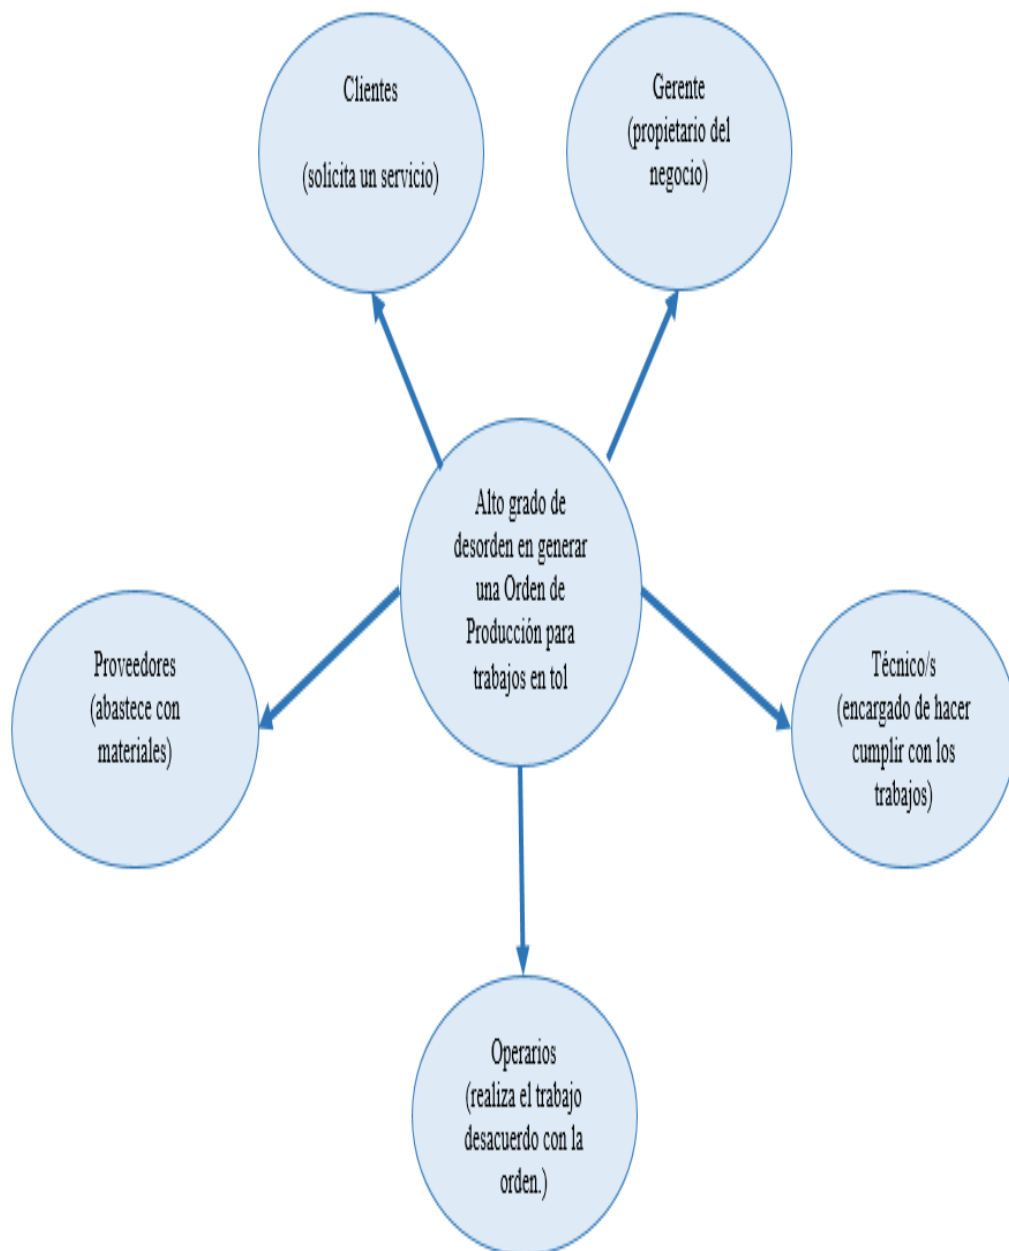 Clientes
(solicita un servicio)
Gerente
(propietario del
negocio)
Alto grado de
desorden en generar
una Orden de
Producción para
trabajos en tol
Proveedores
(abastece con
materiales)
Técnico/s
(encargado de hacer
cumplir con los
trabajos)
Operarios
(realiza el trabajo
desacuerdo con la
orden.)